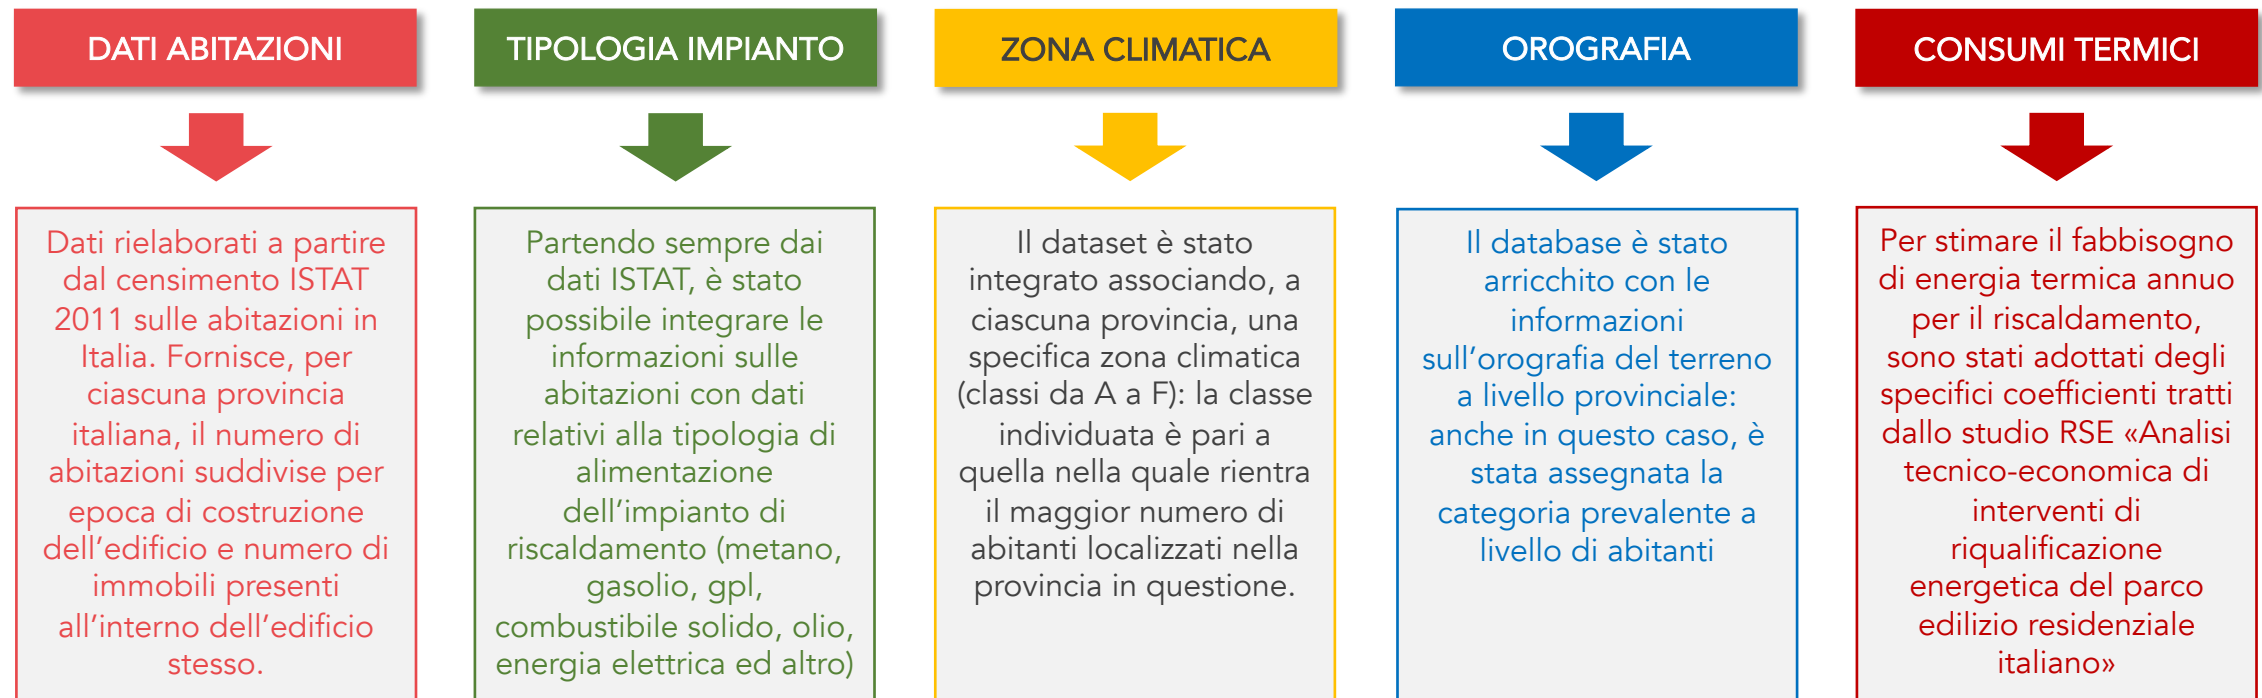 DATI ABITAZIONI
Dati rielaborati a partire
dal censimento ISTAT
2011 sulle abitazioni in
Italia. Fornisce, per
ciascuna provincia
italiana, il numero di
abitazioni suddivise per
epoca di costruzione
dell’edificio e numero di
immobili presenti
all’interno dell’edificio
stesso.
TIPOLOGIA IMPIANTO
Partendo sempre dai
dati ISTAT, è stato
possibile integrare le
informazioni sulle
abitazioni con dati
relativi alla tipologia di
alimentazione
dell’impianto di
riscaldamento (metano,
gasolio, gpl,
combustibile solido, olio,
energia elettrica ed altro)
ZONA CLIMATICA
Il dataset è stato
integrato associando, a
ciascuna provincia, una
specifica zona climatica
(classi da A a F): la classe
individuata è pari a
quella nella quale rientra
il maggior numero di
abitanti localizzati nella
provincia in questione.
OROGRAFIA
Il database è stato
arricchito con le
informazioni
sull’orografia del terreno
a livello provinciale:
anche in questo caso, è
stata assegnata la
categoria prevalente a
livello di abitanti
CONSUMI TERMICI
Per stimare il fabbisogno
di energia termica annuo
per il riscaldamento,
sono stati adottati degli
specifici coefficienti tratti
dallo studio RSE «Analisi
tecnico-economica di
interventi di
riqualificazione
energetica del parco
edilizio residenziale
italiano»